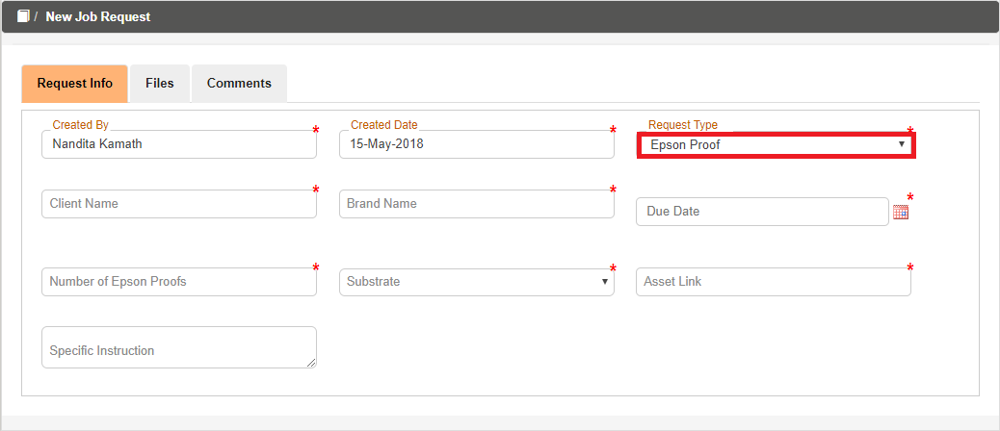 / New Job Request
Request Info Files Comments
Created By * Created Date * Request Type *
Nandita Kamath 15-May-2018 Epson Proof
Client Name * Brand Name * Due Date *
Number of Epson Proofs * Substrate * Asset Link *
Specific Instruction